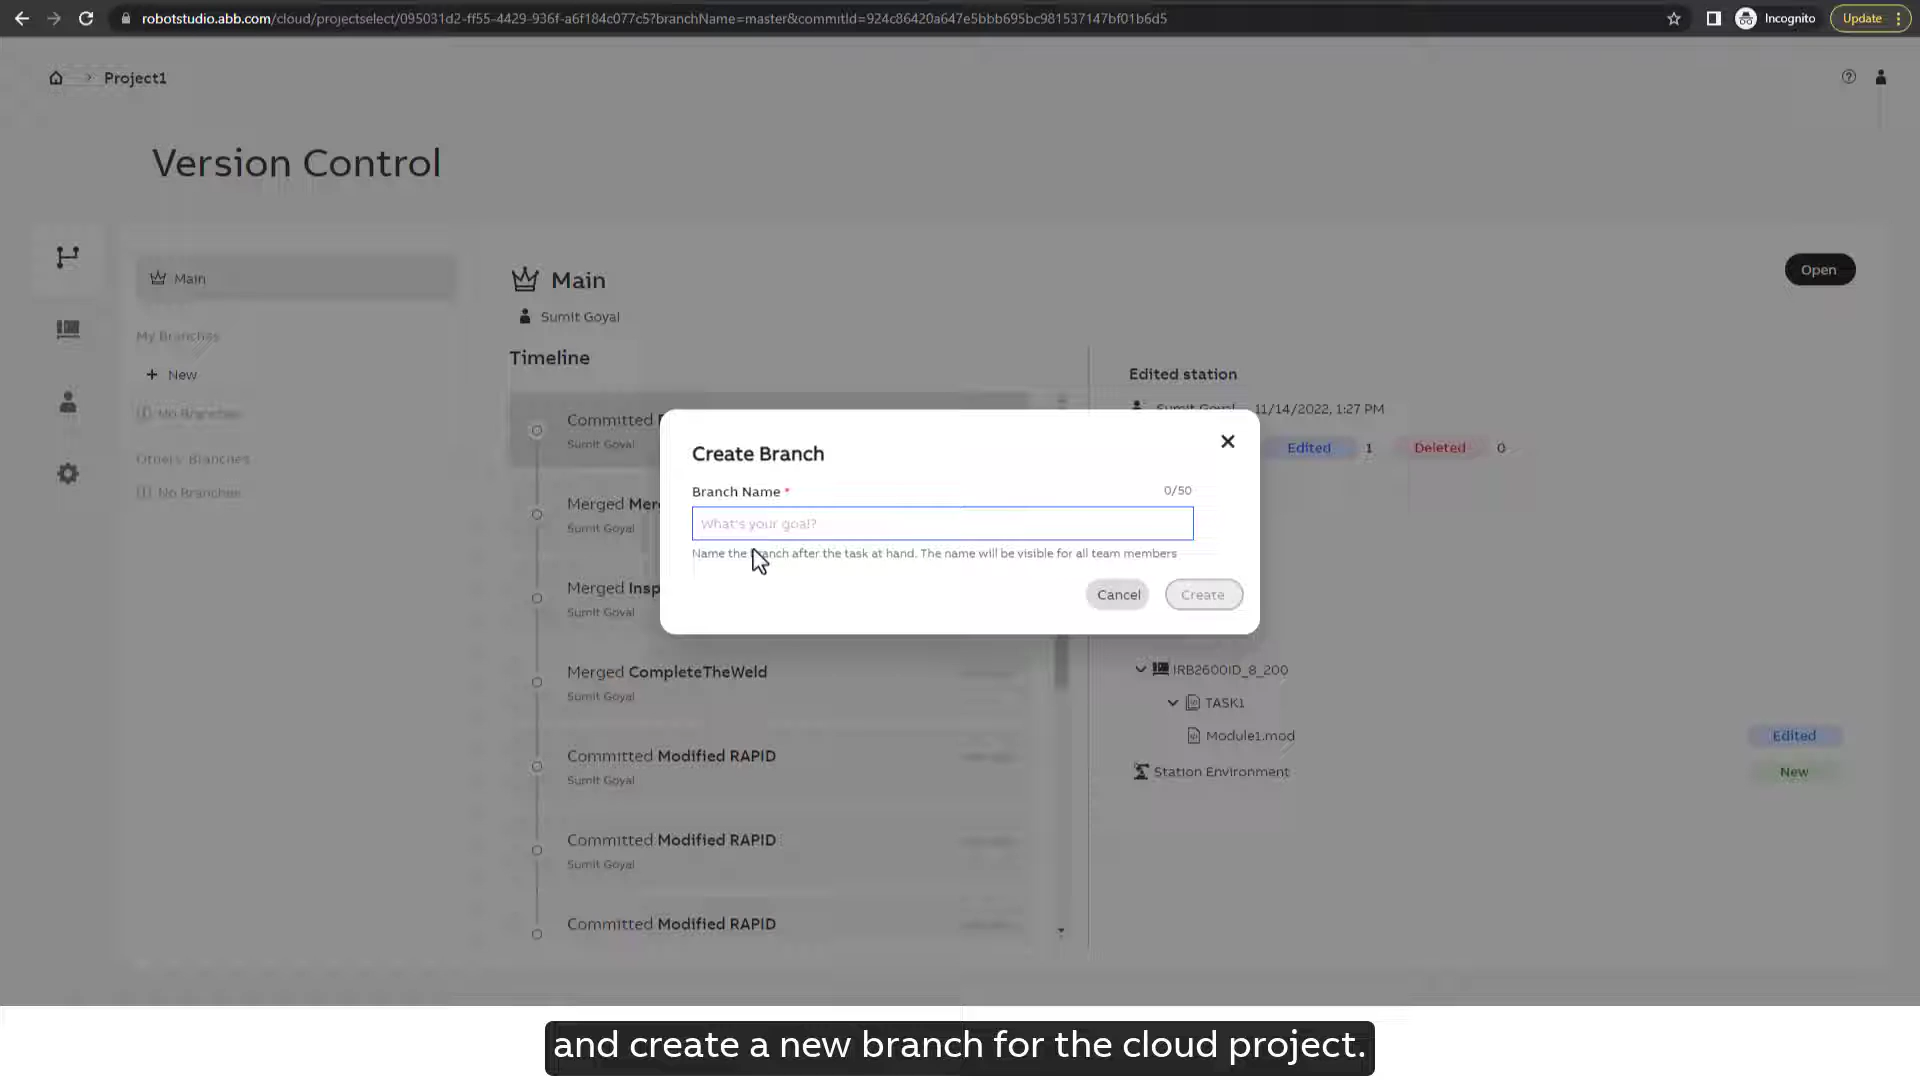 robotstudio.abb.com/cloud/projectselect/095031d2-ff55-4429-936f-a6f184c077c5?branchName=master&commitId=924c86420a647e5bbb695bc981537147bf01b6d5
Incognito
Update
Project1
Version Control
Main
My Branches
+ New
No Branches
Others' Branches
No Branches
Main
Open
Sumit Goyal
Timeline
Committed
Sumit Goyal
Merged Mer
Sumit Goyal
Merged Insp
Sumit Goyal
Merged CompleteTheWeld
Sumit Goyal
Committed Modified RAPID
Sumit Goyal
Committed Modified RAPID
Sumit Goyal
Committed Modified RAPID
Edited station
Sumit Goyal 11/14/2022, 1:27 PM
Edited 1 Deleted 0
Create Branch
Branch Name * 0/50
What's your goal?
Name the branch after the task at hand. The name will be visible for all team members
Cancel Create
IRB2600ID_8_200
TASK1
Module1.mod Edited
Station Environment New
and create a new branch for the cloud project.